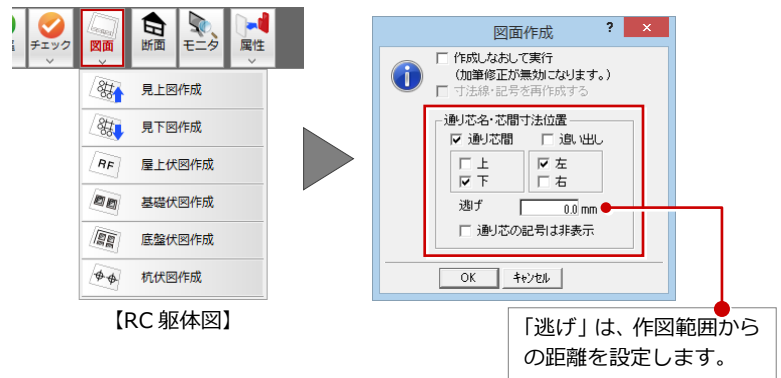 チェック
図面
断面
モニタ
属性
見上図作成
見下図作成
RF 屋上伏図作成
基礎伏図作成
底盤伏図作成
杭伏図作成
【RC 躯体図】
図面作成
? ×
作成しなおして実行
(加筆修正が無効になります。)
寸法線・記号を再作成する
通り芯名・芯間寸法位置
通り芯間 追い出し
上 左
下 右
逃げ 0.0 mm
通り芯の記号は非表示
OK キャンセル
「逃げ」は、作図範囲から
の距離を設定します。